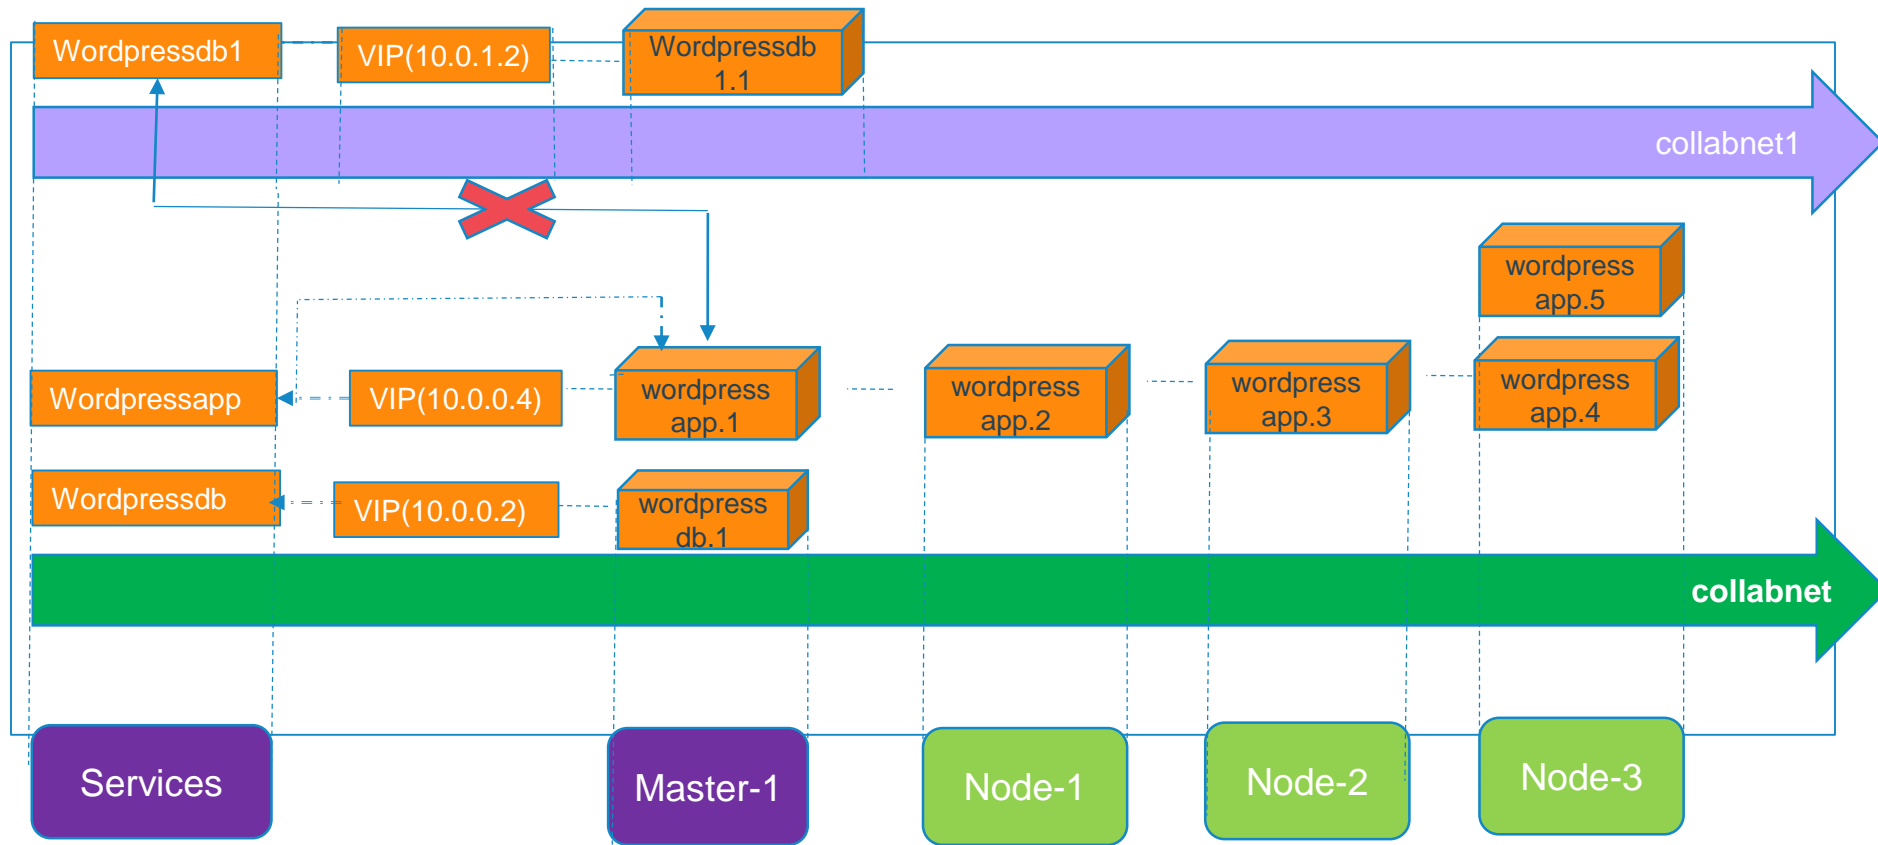 Wordpressdb1
VIP(10.0.1.2)
Wordpressdb
1.1
collabnet1
wordpress
app.5
Wordpressapp
VIP(10.0.0.4)
wordpress
app.1
wordpress
app.2
wordpress
app.3
wordpress
app.4
Wordpressdb
VIP(10.0.0.2)
wordpress
db.1
collabnet
Services
Master-1
Node-1
Node-2
Node-3